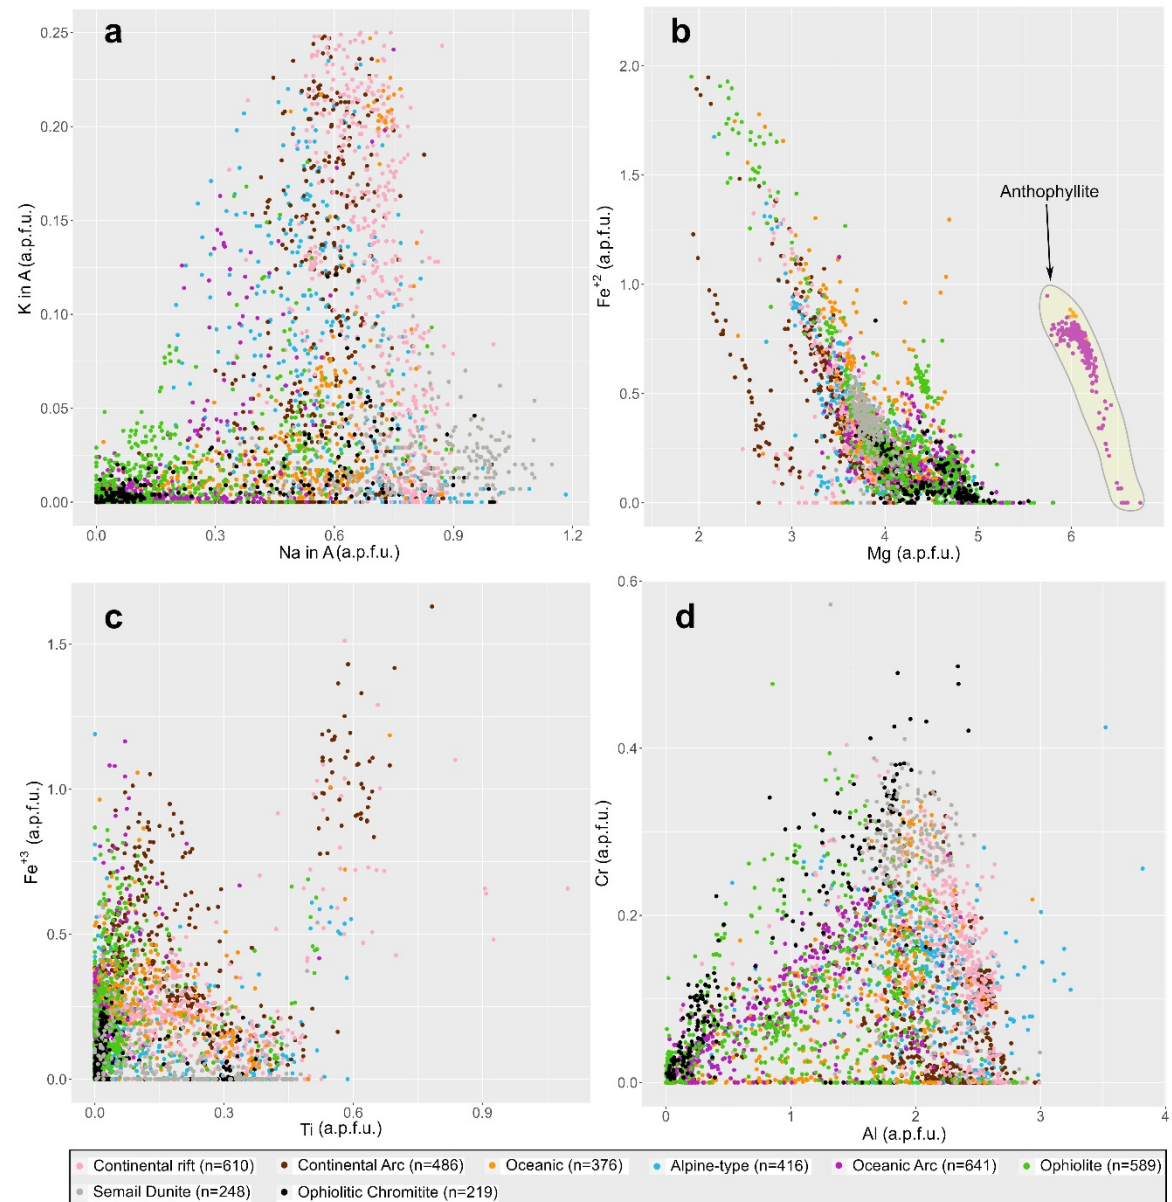 a
0.25
0.20
0.15
0.10
0.05
0.00
K in A (a.p.f.u.)
0.0 0.3 0.6 0.9 1.2
Na in A (a.p.f.u.)
b
2.0
1.5
1.0
0.5
0.0
Fe+2 (a.p.f.u.)
Anthophyllite
2 3 4 5 6
Mg (a.p.f.u.)
c
1.5
1.0
0.5
0.0
Fe+3 (a.p.f.u.)
0.0 0.3 0.6 0.9
Ti (a.p.f.u.)
d
0.6
0.4
0.2
0.0
Cr (a.p.f.u.)
0 1 2 3 4
Al (a.p.f.u.)
Continental rift (n=610) Continental Arc (n=486) Oceanic (n=376) Alpine-type (n=416) Oceanic Arc (n=641) Ophiolite (n=589)
Semail Dunite (n=248) Ophiolitic Chromitite (n=219)